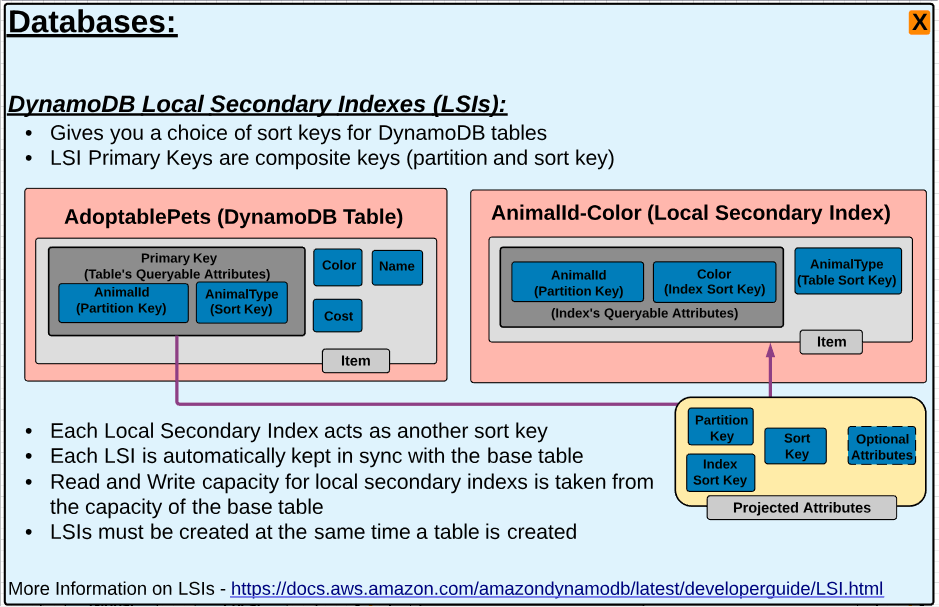 Databases:
X
DynamoDB Local Secondary Indexes (LSIs):
• Gives you a choice of sort keys for DynamoDB tables
• LSI Primary Keys are composite keys (partition and sort key)
AdoptablePets (DynamoDB Table)
Primary Key
(Table's Queryable Attributes)
AnimalId
(Partition Key)
AnimalType
(Sort Key)
Color
Name
Cost
Item
AnimalId-Color (Local Secondary Index)
AnimalId
(Partition Key)
Color
(Index Sort Key)
(Index's Queryable Attributes)
AnimalType
(Table Sort Key)
Item
• Each Local Secondary Index acts as another sort key
• Each LSI is automatically kept in sync with the base table
• Read and Write capacity for local secondary indexs is taken from
the capacity of the base table
• LSIs must be created at the same time a table is created
Partition
Key
Sort
Key
Optional
Attributes
Index
Sort Key
Projected Attributes
More Information on LSIs - https://docs.aws.amazon.com/amazondynamodb/latest/developerguide/LSI.html